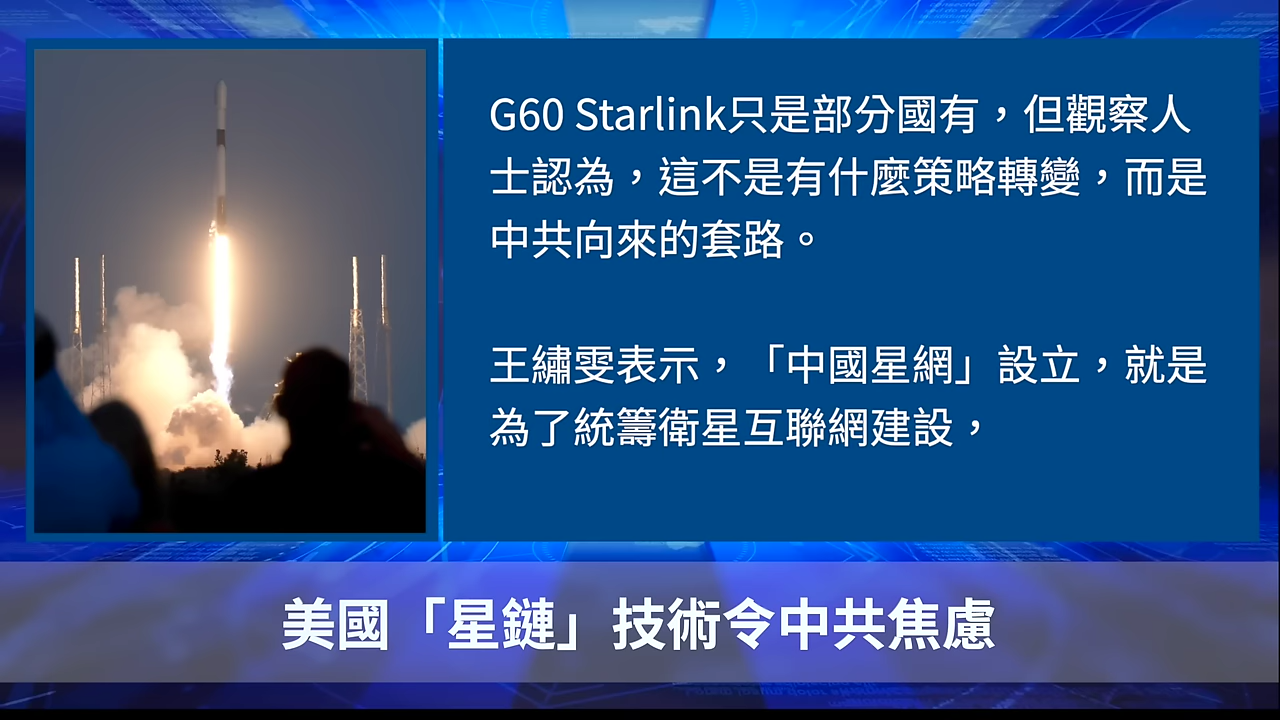 G60 Starlink只是部分國有，但觀察人
士認為，這不是有什麼策略轉變，而是
中共向來的套路。
王繡雯表示，「中國星網」設立，就是
為了統籌衛星互聯網建設，
美國「星鏈」技術令中共焦慮